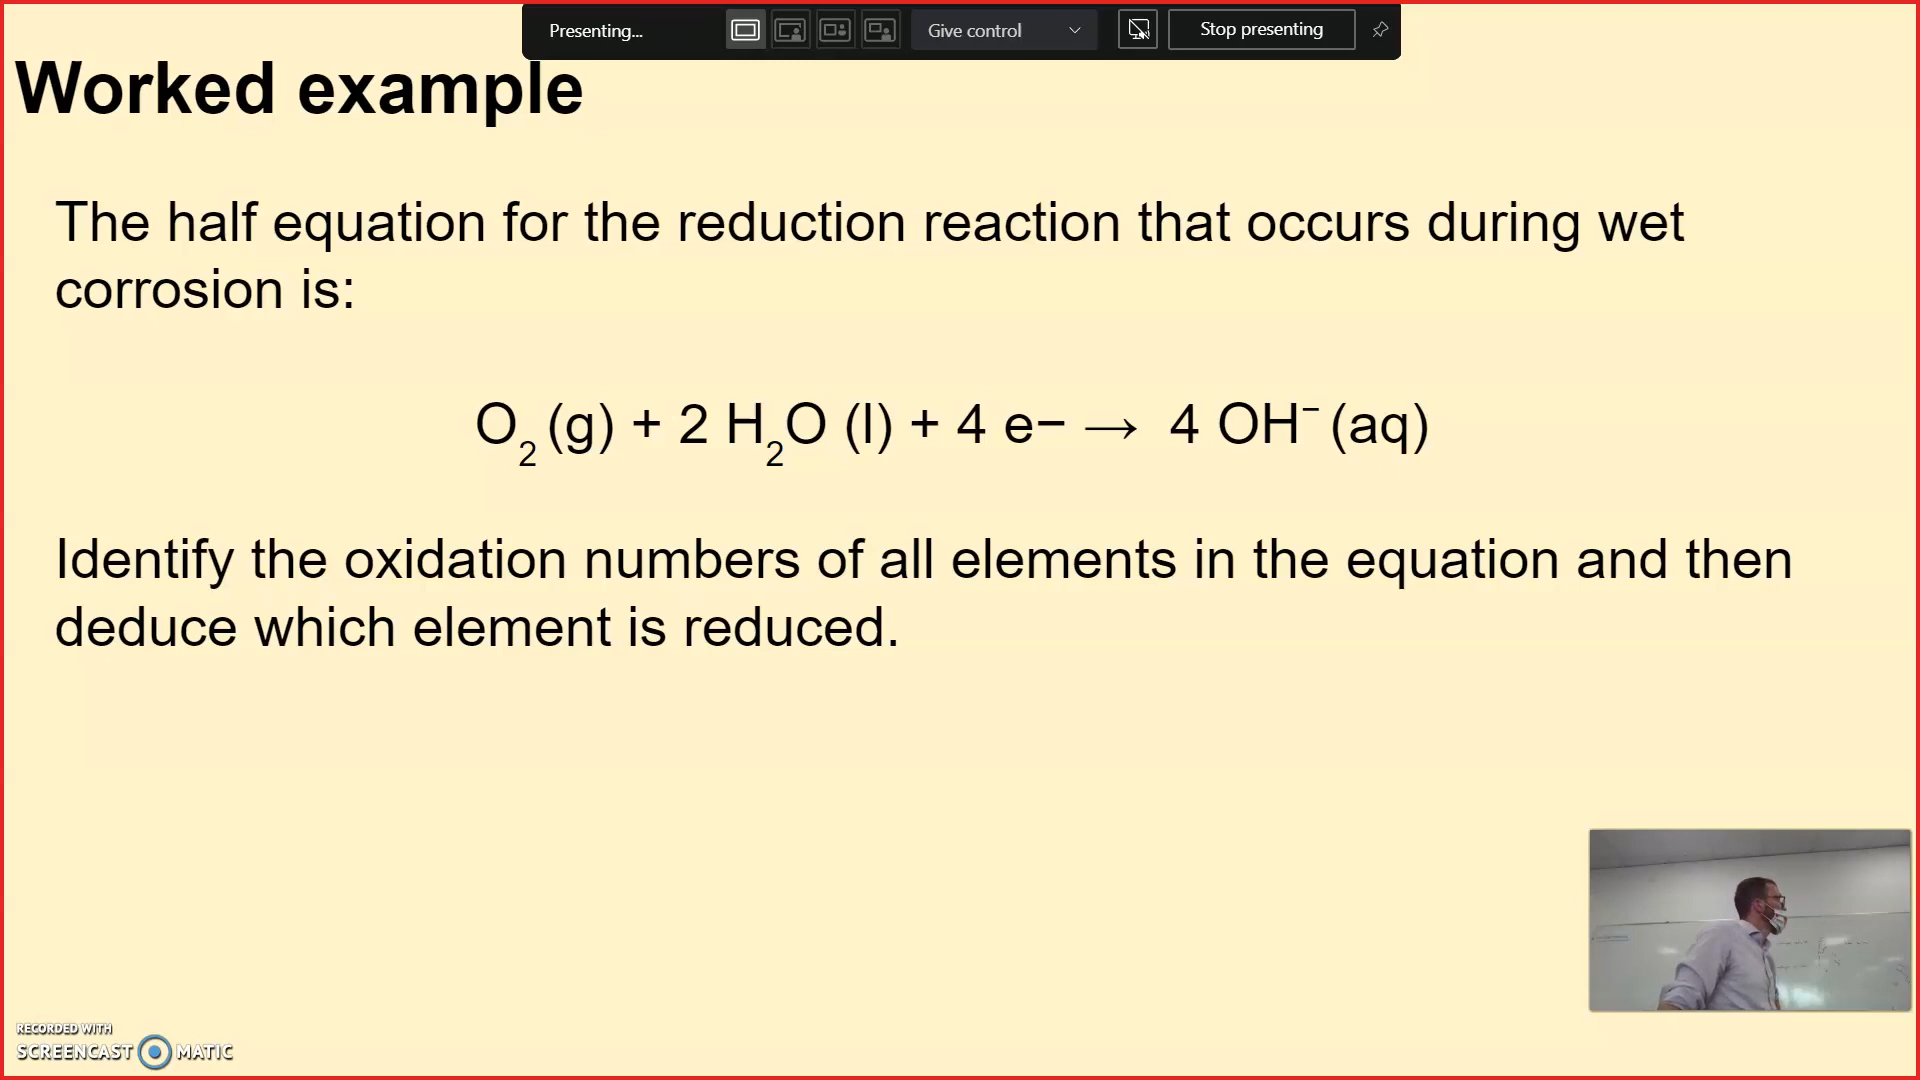 Presenting...
Give control
Stop presenting
Worked example
The half equation for the reduction reaction that occurs during wet
corrosion is:
O₂ (g) + 2 H₂O (l) + 4 e− → 4 OH⁻ (aq)
Identify the oxidation numbers of all elements in the equation and then
deduce which element is reduced.
RECORDED WITH
SCREENCAST MATIC